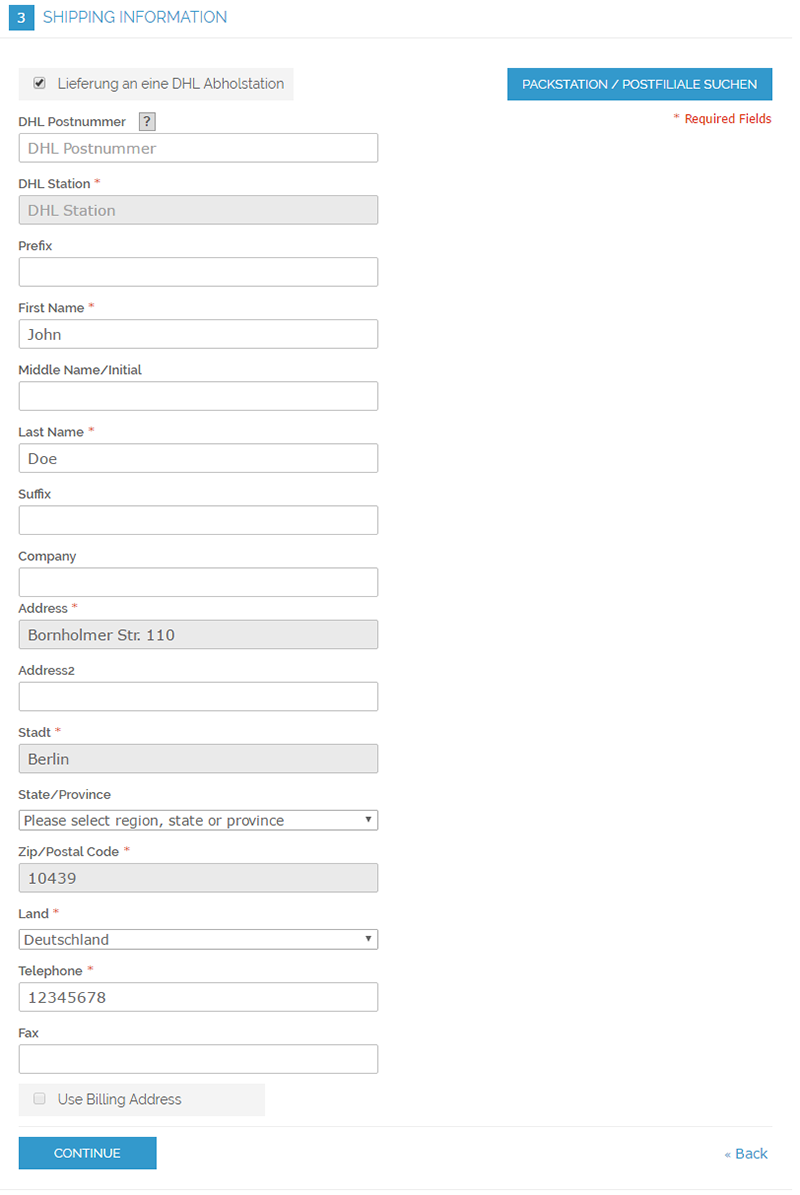 3 SHIPPING INFORMATION
Lieferung an eine DHL Abholstation
PACKSTATION / POSTFILIALE SUCHEN
* Required Fields
DHL Postnummer ?
DHL Postnummer
DHL Station *
DHL Station
Prefix
First Name *
John
Middle Name/Initial
Last Name *
Doe
Suffix
Company
Address *
Bornholmer Str. 110
Address2
Stadt *
Berlin
State/Province
Please select region, state or province
Zip/Postal Code *
10439
Land *
Deutschland
Telephone *
12345678
Fax
Use Billing Address
CONTINUE
« Back